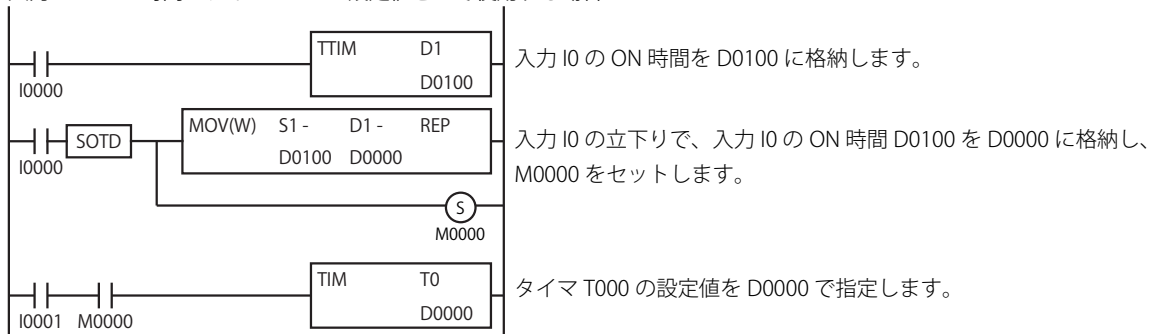 TTIM D1
D0100
I0000
入力 I0 の ON 時間を D0100 に格納します。
SOTD
MOV(W) S1 - D1 - REP
D0100 D0000
I0000
入力 I0 の立下りで、入力 I0 の ON 時間 D0100 を D0000 に格納し、
M0000 をセットします。
S
M0000
TIM T0
D0000
I0001 M0000
タイマ T000 の設定値を D0000 で指定します。